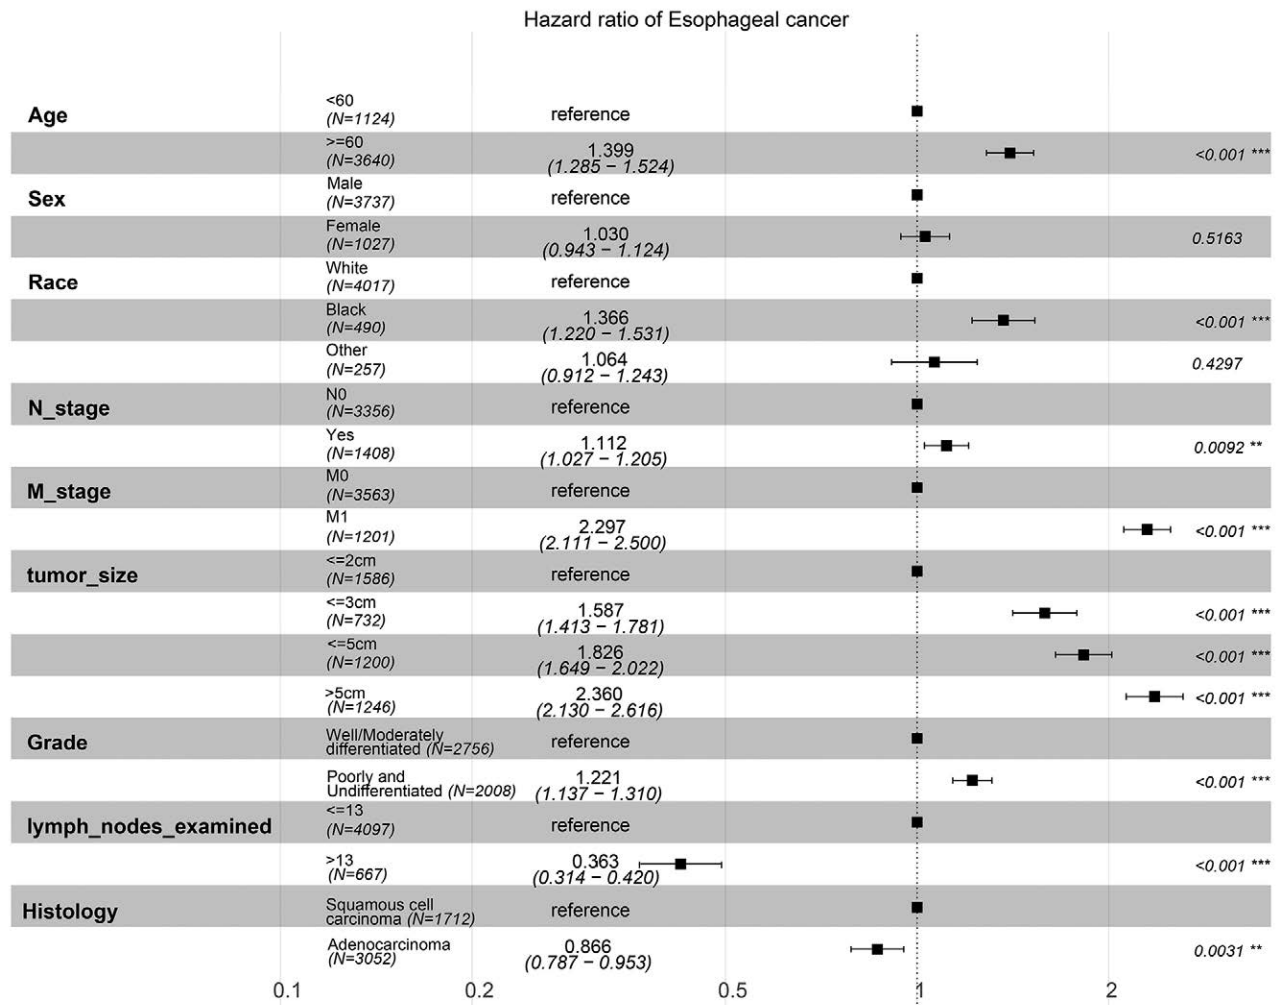 Hazard ratio of Esophageal cancer
Age
<60
(N=1124)
reference
>=60
(N=3640)
1.399
(1.285 − 1.524)
<0.001 ***
Sex
Male
(N=3737)
reference
Female
(N=1027)
1.030
(0.943 − 1.124)
0.5163
Race
White
(N=4017)
reference
Black
(N=490)
1.366
(1.220 − 1.531)
<0.001 ***
Other
(N=257)
1.064
(0.912 − 1.243)
0.4297
N_stage
N0
(N=3356)
reference
Yes
(N=1408)
1.112
(1.027 − 1.205)
0.0092 **
M_stage
M0
(N=3563)
reference
M1
(N=1201)
2.297
(2.111 − 2.500)
<0.001 ***
tumor_size
<=2cm
(N=1586)
reference
<=3cm
(N=732)
1.587
(1.413 − 1.781)
<0.001 ***
<=5cm
(N=1200)
1.826
(1.649 − 2.022)
<0.001 ***
>5cm
(N=1246)
2.360
(2.130 − 2.616)
<0.001 ***
Grade
Well/Moderately
differentiated (N=2756)
reference
Poorly and
Undifferentiated (N=2008)
1.221
(1.137 − 1.310)
<0.001 ***
lymph_nodes_examined
<=13
(N=4097)
reference
>13
(N=667)
0.363
(0.314 − 0.420)
<0.001 ***
Histology
Squamous cell
carcinoma (N=1712)
reference
Adenocarcinoma
(N=3052)
0.866
(0.787 − 0.953)
0.0031 **
0.1 0.2 0.5 1 2